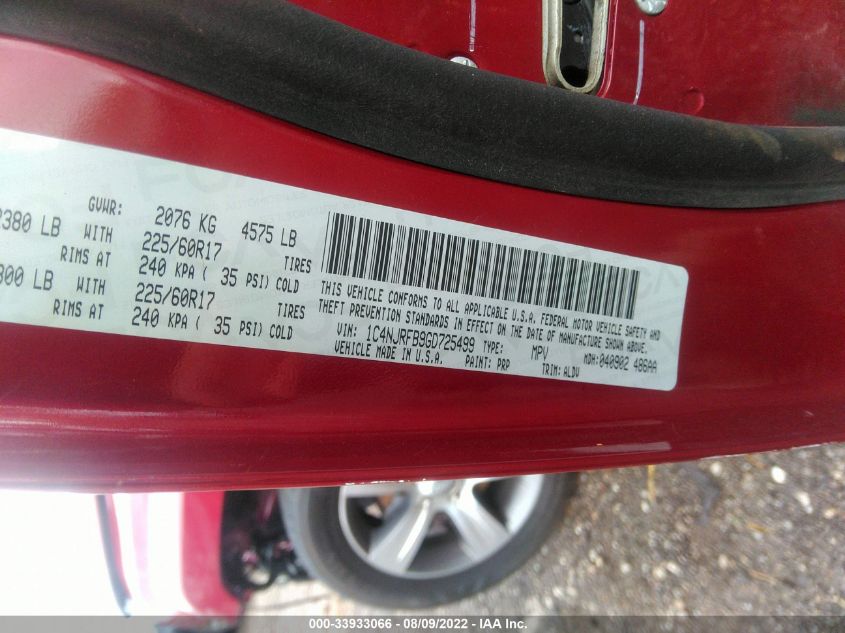 GVWR: 2076 KG 4575 LB
2380 LB WITH 225/60R17 TIRES
RIMS AT 240 KPA ( 35 PSI) COLD
300 LB WITH 225/60R17 TIRES
RIMS AT 240 KPA ( 35 PSI) COLD
THIS VEHICLE CONFORMS TO ALL APPLICABLE U.S.A. FEDERAL MOTOR VEHICLE SAFETY AND
THEFT PREVENTION STANDARDS IN EFFECT ON THE DATE OF MANUFACTURE SHOWN ABOVE.
VIN: 1C4NJRFB9GD725499 TYPE: MPV MDH:040902 486AA
VEHICLE MADE IN U.S.A. PAINT: PRP TRIM: ALDV
000-33933066 - 08/09/2022 - IAA Inc.